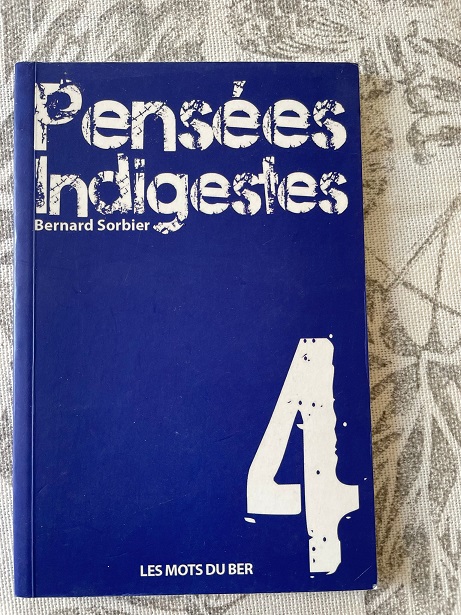 Pensées
Indigestes
Bernard Sorbier
4
LES MOTS DU BER